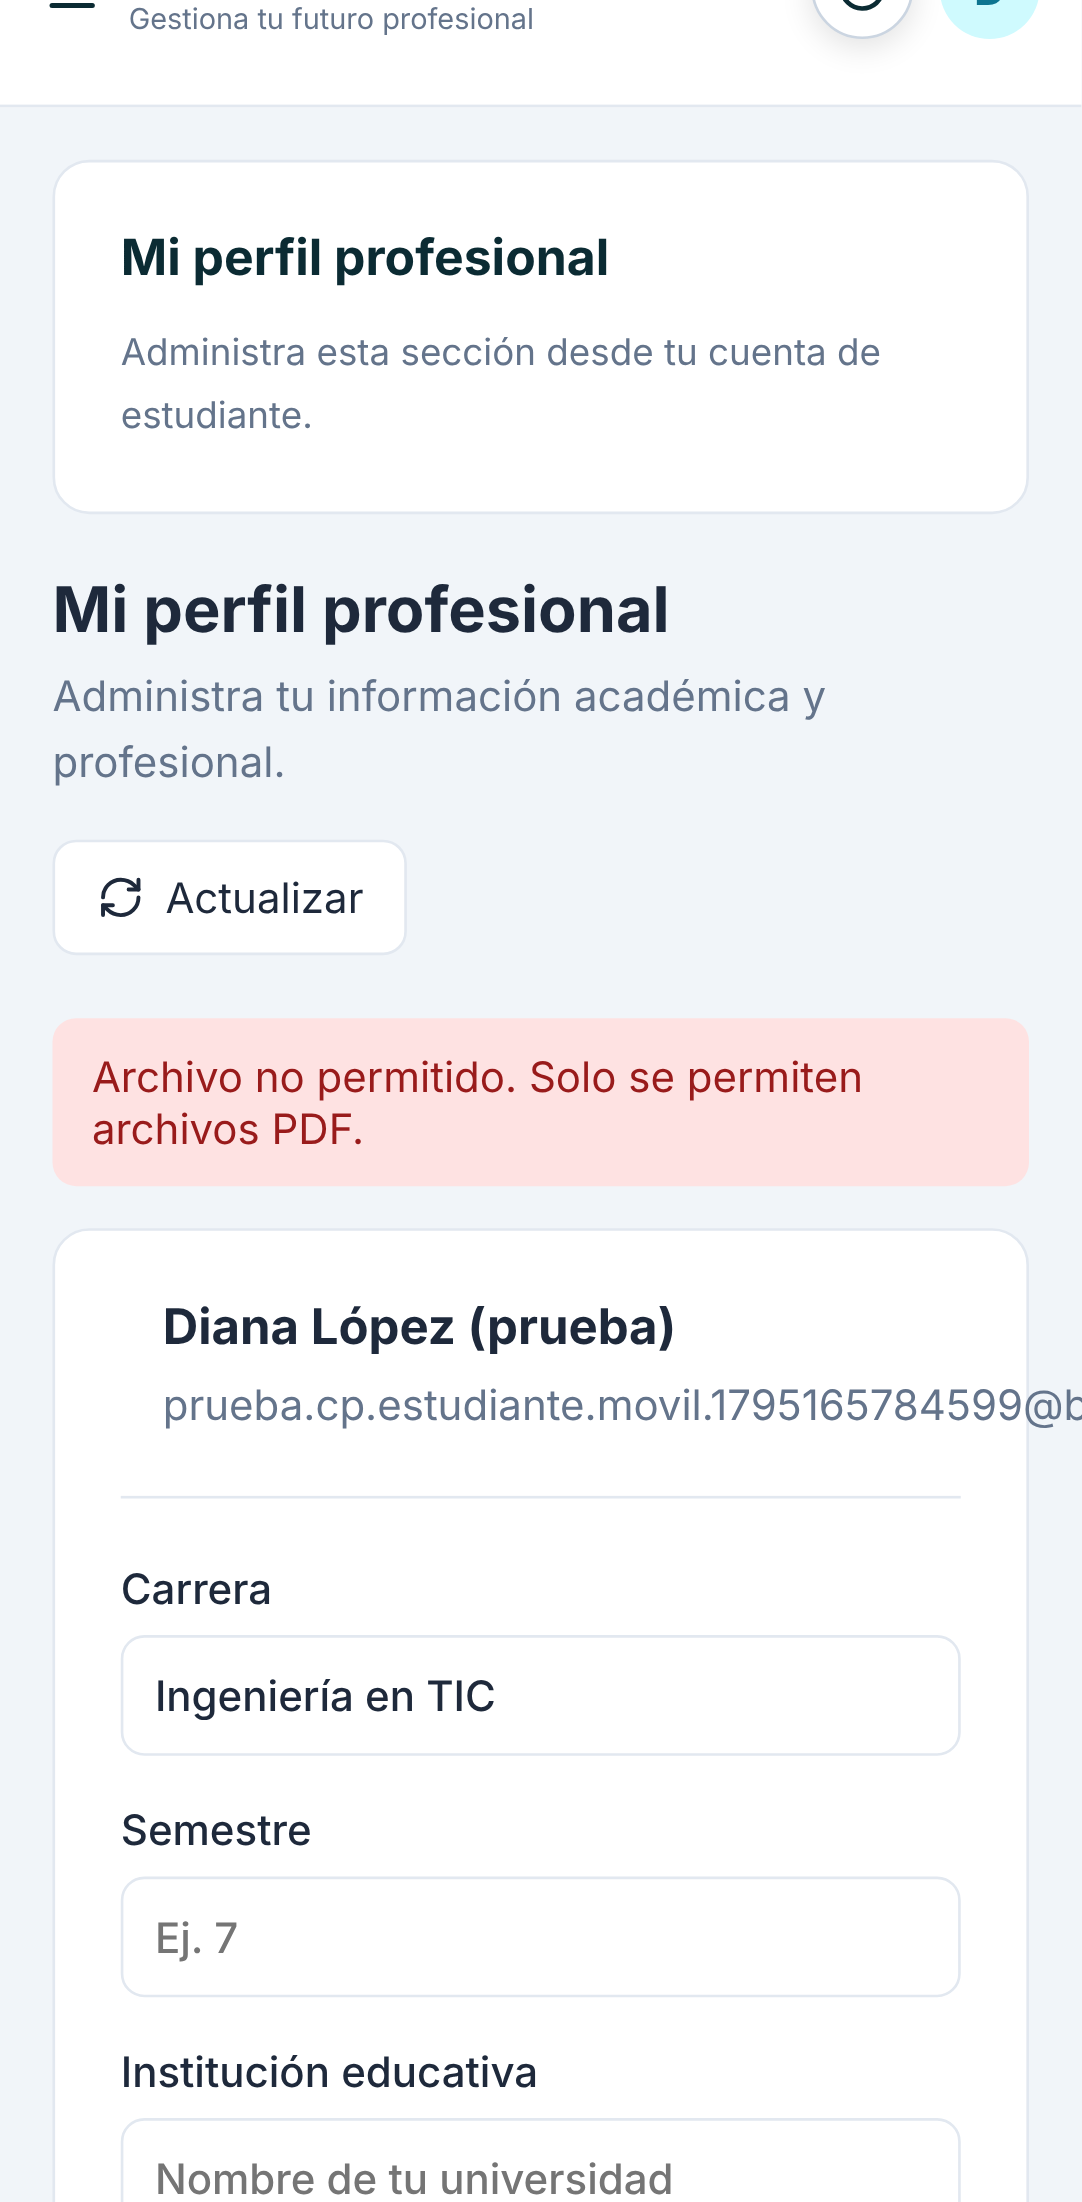 Gestiona tu futuro profesional
Mi perfil profesional
Administra esta sección desde tu cuenta de
estudiante.
Mi perfil profesional
Administra tu información académica y
profesional.
Actualizar
Archivo no permitido. Solo se permiten
archivos PDF.
Diana López (prueba)
prueba.cp.estudiante.movil.1795165784599@b
Carrera
Ingeniería en TIC
Semestre
Ej. 7
Institución educativa
Nombre de tu universidad